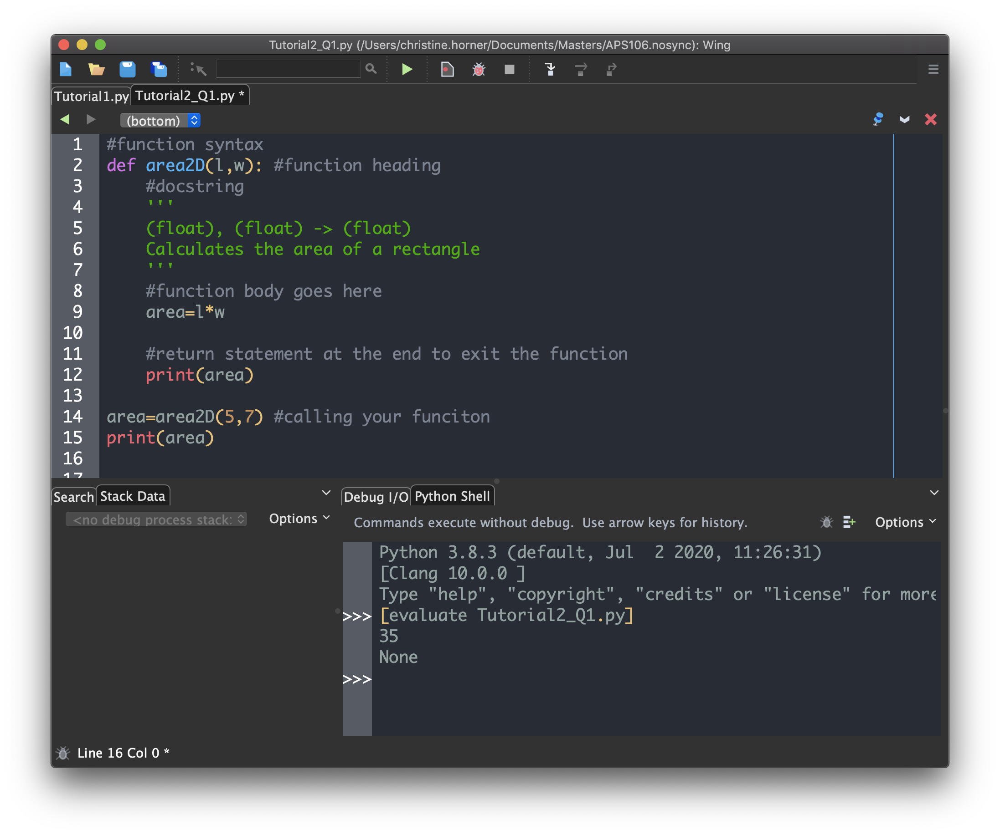 Tutorial2_Q1.py (/Users/christine.horner/Documents/Masters/APS106.nosync): Wing
Tutorial1.py Tutorial2_Q1.py *
(bottom)
1 #function syntax
2 def area2D(l,w): #function heading
3     #docstring
4     '''
5     (float), (float) -> (float)
6     Calculates the area of a rectangle
7     '''
8     #function body goes here
9     area=l*w
10
11     #return statement at the end to exit the function
12     print(area)
13
14 area=area2D(5,7) #calling your funciton
15 print(area)
16
17
Search Stack Data
<no debug process stack: Options
Debug I/O Python Shell
Commands execute without debug.  Use arrow keys for history. Options
Python 3.8.3 (default, Jul  2 2020, 11:26:31)
[Clang 10.0.0 ]
Type "help", "copyright", "credits" or "license" for more
>>> [evaluate Tutorial2_Q1.py]
35
None
>>>
Line 16 Col 0 *